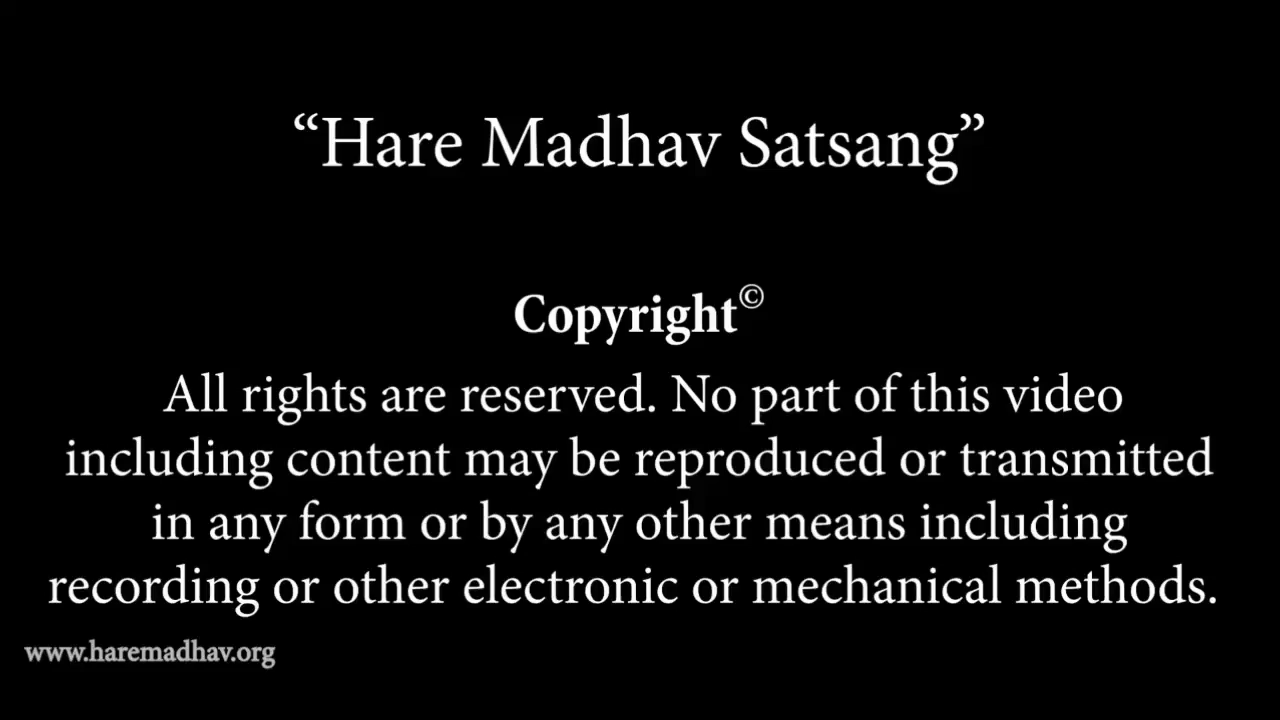 “Hare Madhav Satsang”
Copyright©
All rights are reserved. No part of this video
including content may be reproduced or transmitted
in any form or by any other means including
recording or other electronic or mechanical methods.
www.haremadhav.org